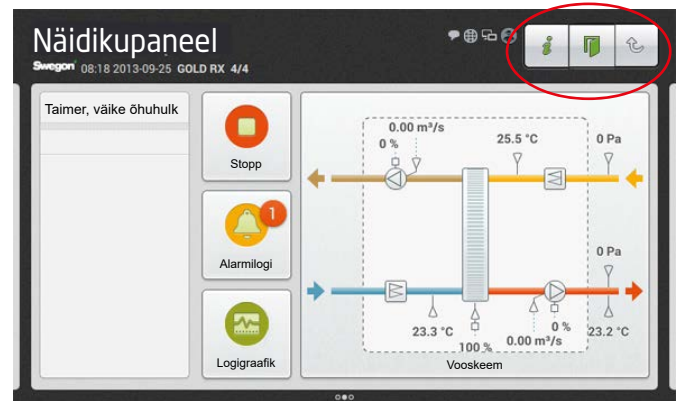 Näidikupaneel
Swegon 08:18 2013-09-25 GOLD RX 4/4
Taimer, väike õhuhulk
Stopp
1
Alarmilogi
Logigraafik
0.00 m³/s
0 %
25.5 °C
0 Pa
0 Pa
23.3 °C
100 %
0.00 m³/s
0 %
23.2 °C
Vooskeem